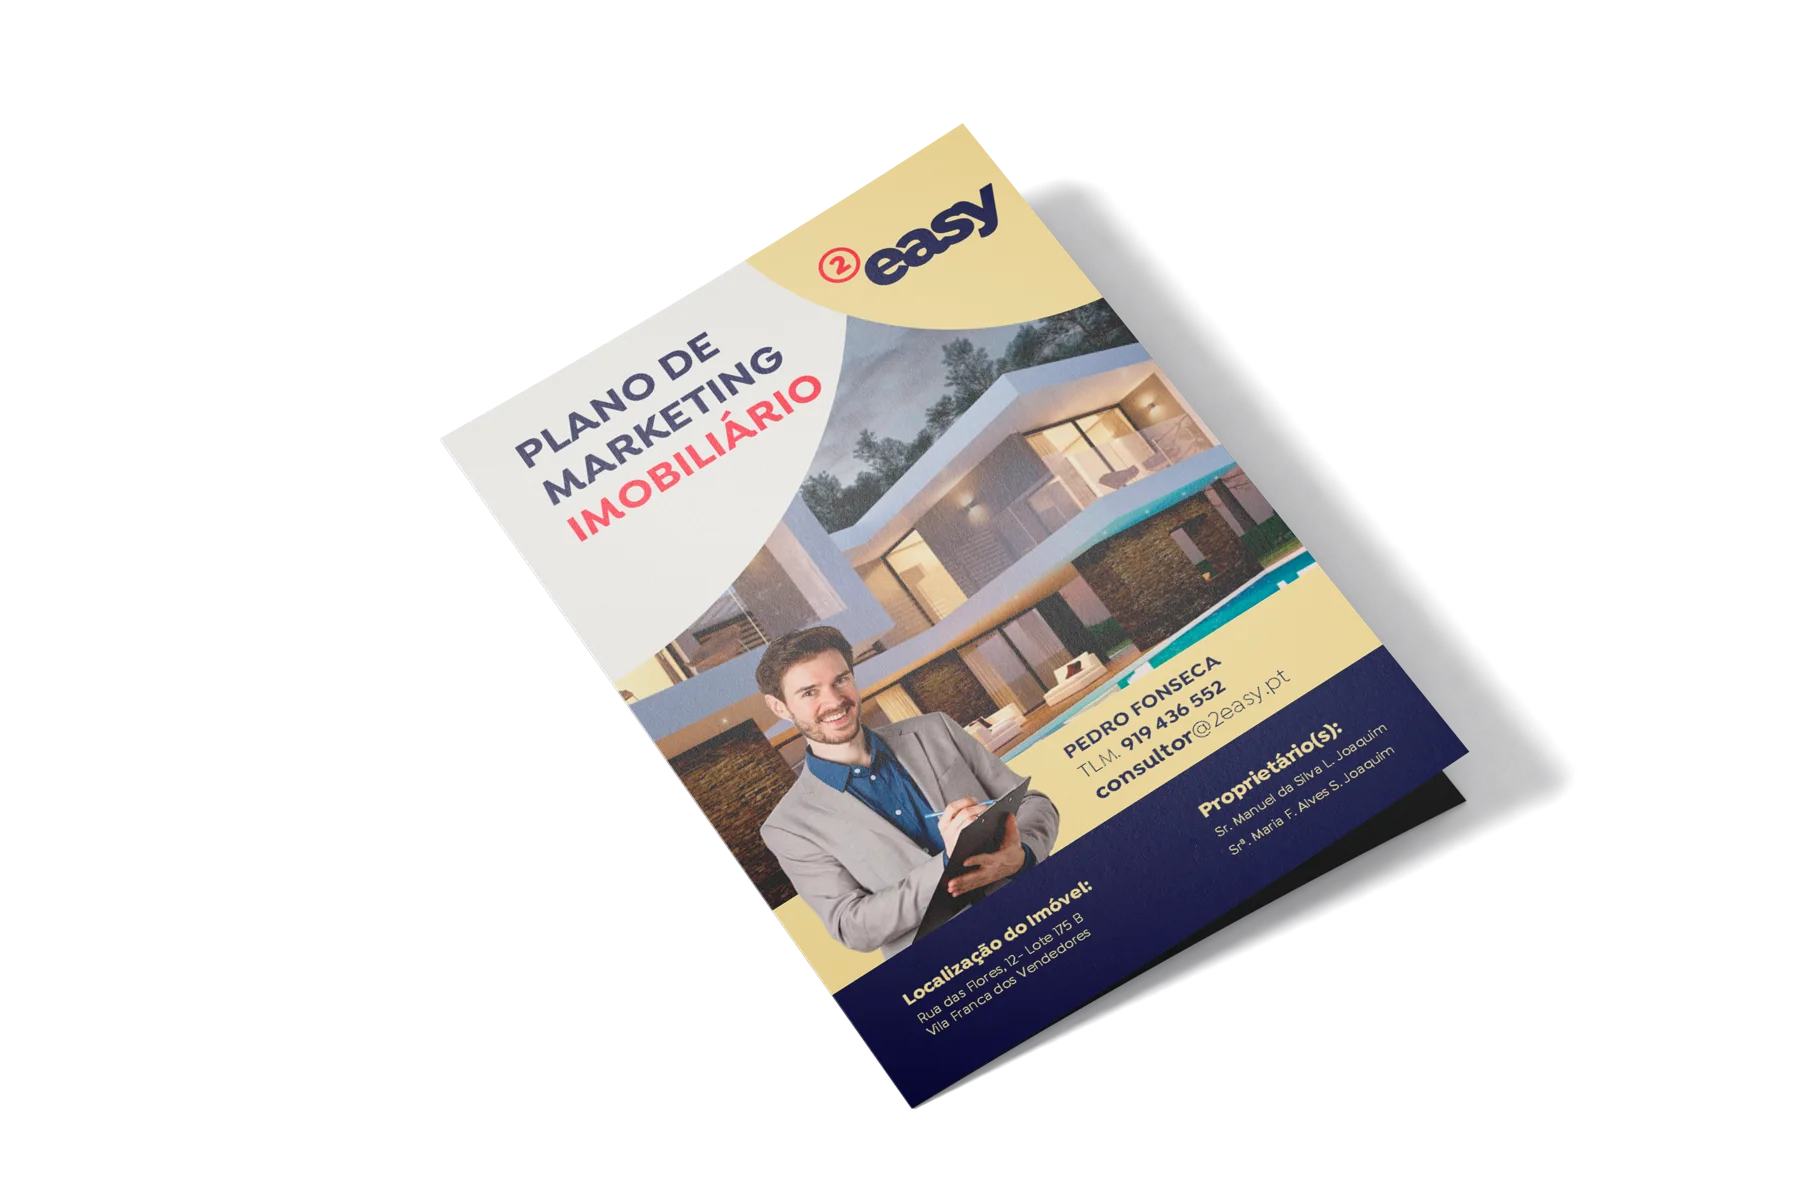 2easy
PLANO DE
MARKETING
IMOBILIÁRIO
PEDRO FONSECA
TLM. 919 436 552
consultor@2easy.pt
Proprietário(s):
Sr. Manuel da Silva L. Joaquim
Srª. Maria F. Alves S. Joaquim
Localização do Imóvel:
Rua das Flores, 12- Lote 175 B
Vila Franca dos Vendedores